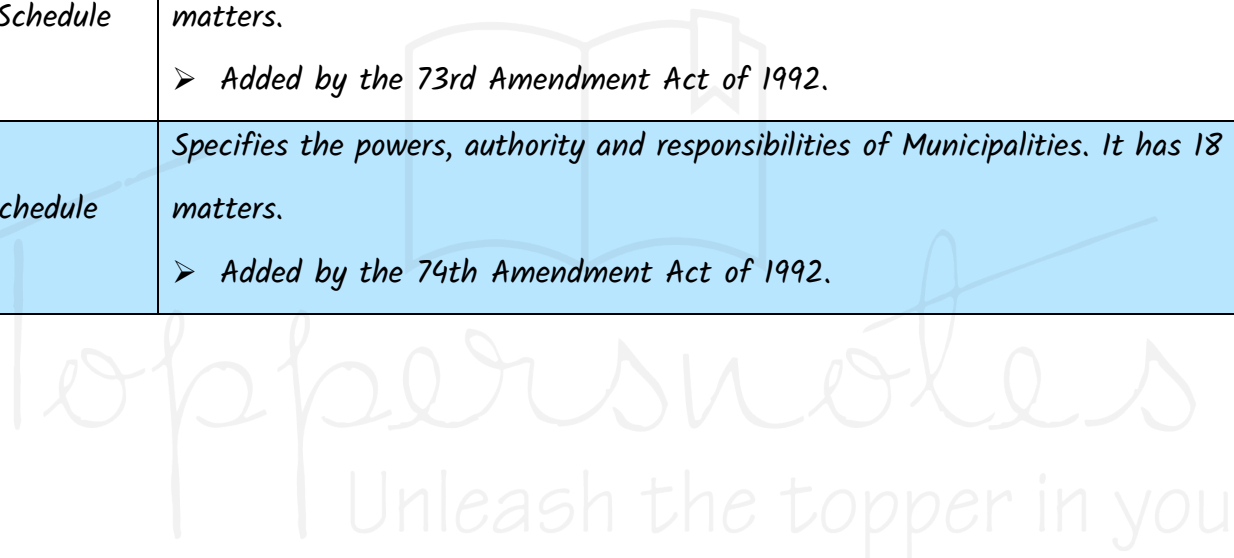 Schedule matters.
➢ Added by the 73rd Amendment Act of 1992.
Specifies the powers, authority and responsibilities of Municipalities. It has 18
chedule matters.
➢ Added by the 74th Amendment Act of 1992.
Toppersnotes
Unleash the topper in you